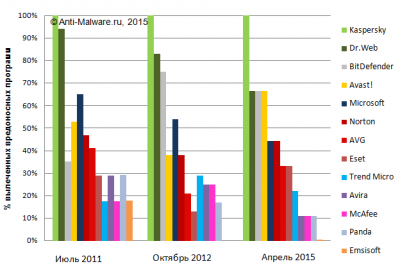 © Anti-Malware.ru, 2015
% вылеченных вредоносных программ
100%
90%
80%
70%
60%
50%
40%
30%
20%
10%
0%
Июль 2011
Октябрь 2012
Апрель 2015
Kaspersky
Dr.Web
BitDefender
Avast!
Microsoft
Norton
AVG
Eset
Trend Micro
Avira
McAfee
Panda
Emsisoft